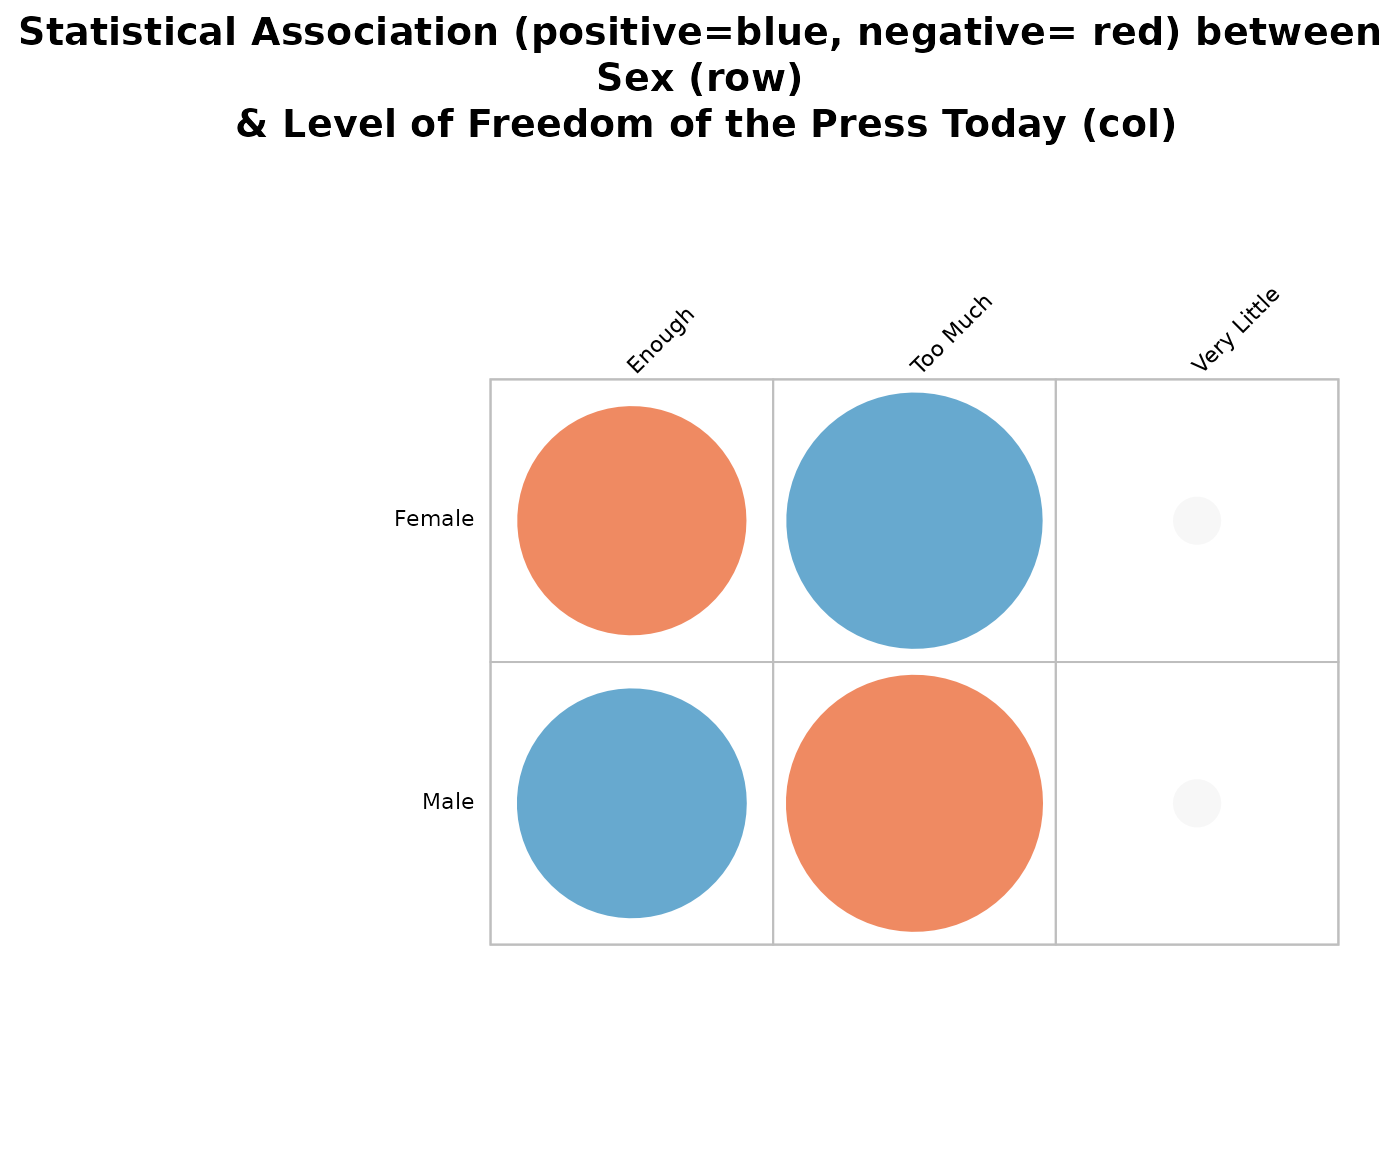 Statistical Association (positive=blue, negative= red) between
Sex (row)
& Level of Freedom of the Press Today (col)
Enough
Too Much
Very Little
Female
Male